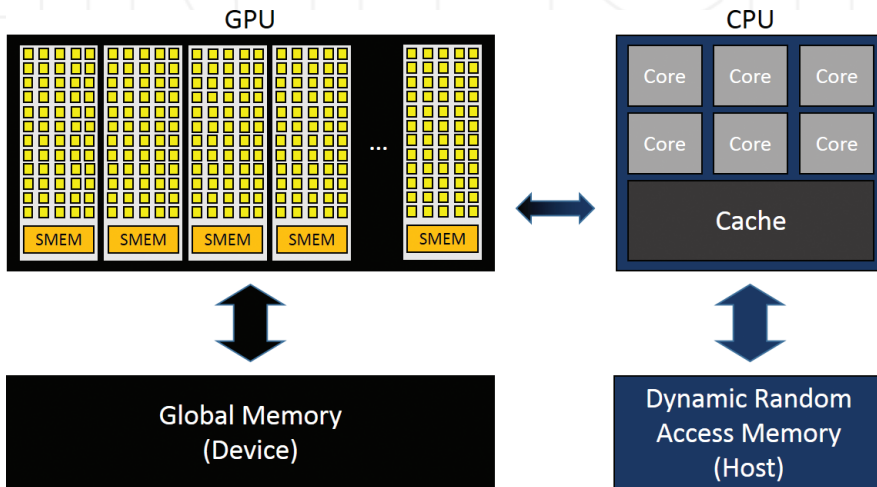 GPU
CPU
...
SMEM
SMEM
SMEM
SMEM
SMEM
Core
Core
Core
Core
Core
Core
Cache
Global Memory
(Device)
Dynamic Random
Access Memory
(Host)